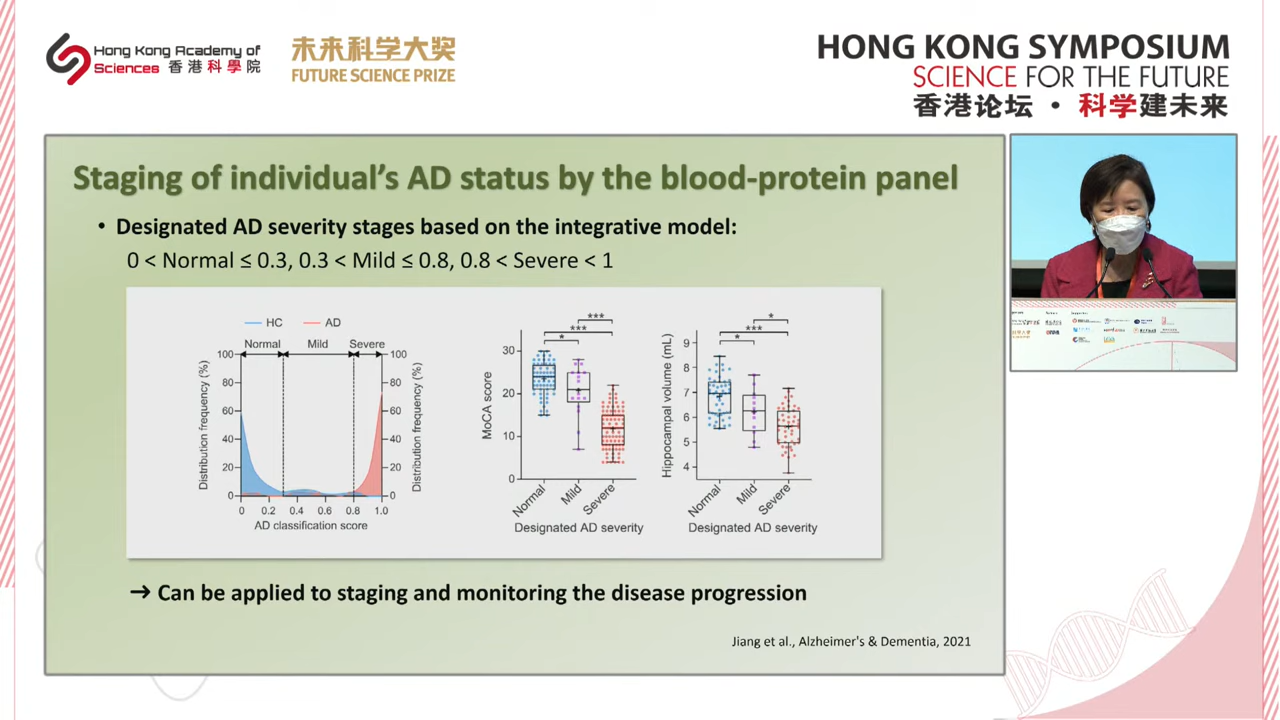 Hong Kong Academy of
Sciences 香港科學院
未来科学大奖
FUTURE SCIENCE PRIZE
HONG KONG SYMPOSIUM
SCIENCE FOR THE FUTURE
香港论坛 · 科学建未来
Staging of individual's AD status by the blood-protein panel
• Designated AD severity stages based on the integrative model:
0 < Normal ≤ 0.3, 0.3 < Mild ≤ 0.8, 0.8 < Severe < 1
HC AD
Normal Mild Severe
Distribution frequency (%)
100
80
60
40
20
0
100
80
60
40
20
0
Distribution frequency (%)
0 0.2 0.4 0.6 0.8 1.0
AD classification score
***
***
*
MoCA score
30
20
10
0
Normal Mild Severe
Designated AD severity
*
***
*
Hippocampal volume (mL)
9
8
7
6
5
4
Normal Mild Severe
Designated AD severity
→ Can be applied to staging and monitoring the disease progression
Jiang et al., Alzheimer's & Dementia, 2021